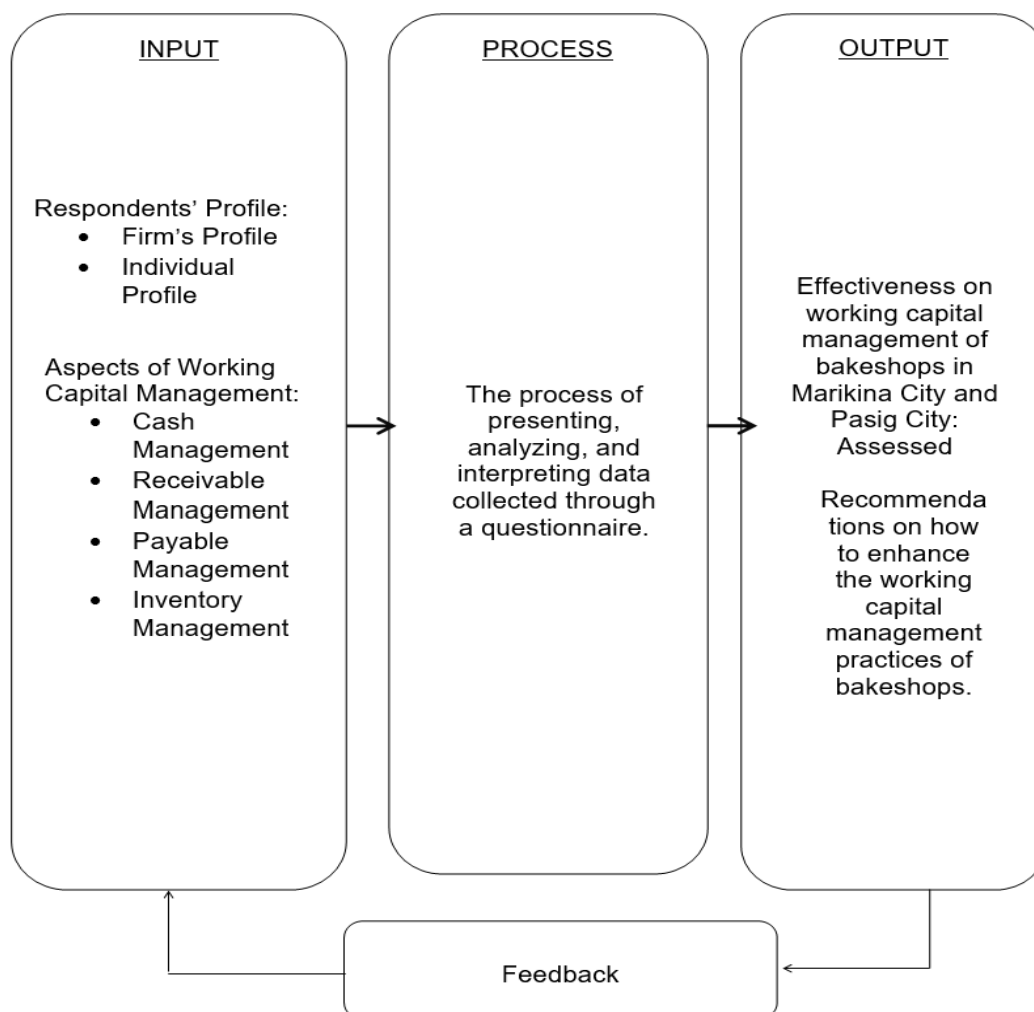 INPUT
Respondents’ Profile:
• Firm’s Profile
• Individual
Profile
Aspects of Working
Capital Management:
• Cash
Management
• Receivable
Management
• Payable
Management
• Inventory
Management
PROCESS
The process of
presenting,
analyzing, and
interpreting data
collected through
a questionnaire.
OUTPUT
Effectiveness on
working capital
management of
bakeshops in
Marikina City and
Pasig City:
Assessed
Recommenda
tions on how
to enhance
the working
capital
management
practices of
bakeshops.
Feedback